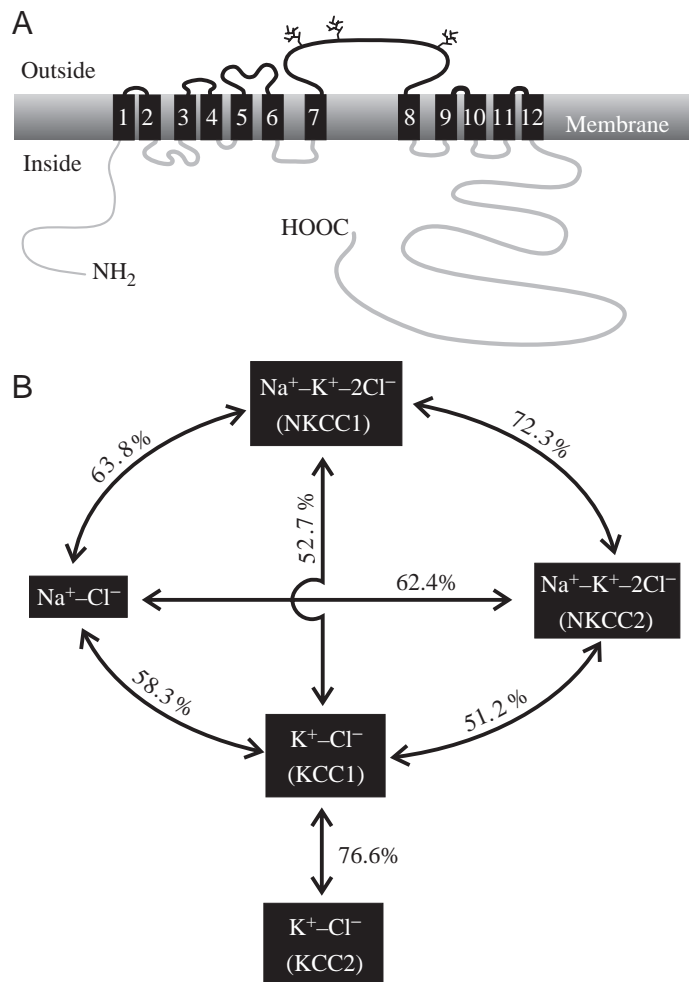 A
Outside
1 2 3 4 5 6 7 8 9 10 11 12 Membrane
Inside
HOOC
NH₂
B
Na⁺–K⁺–2Cl⁻
(NKCC1)
63.8%
72.3%
52.7 %
Na⁺–Cl⁻
62.4%
Na⁺–K⁺–2Cl⁻
(NKCC2)
58.3%
51.2 %
K⁺–Cl⁻
(KCC1)
76.6%
K⁺–Cl⁻
(KCC2)